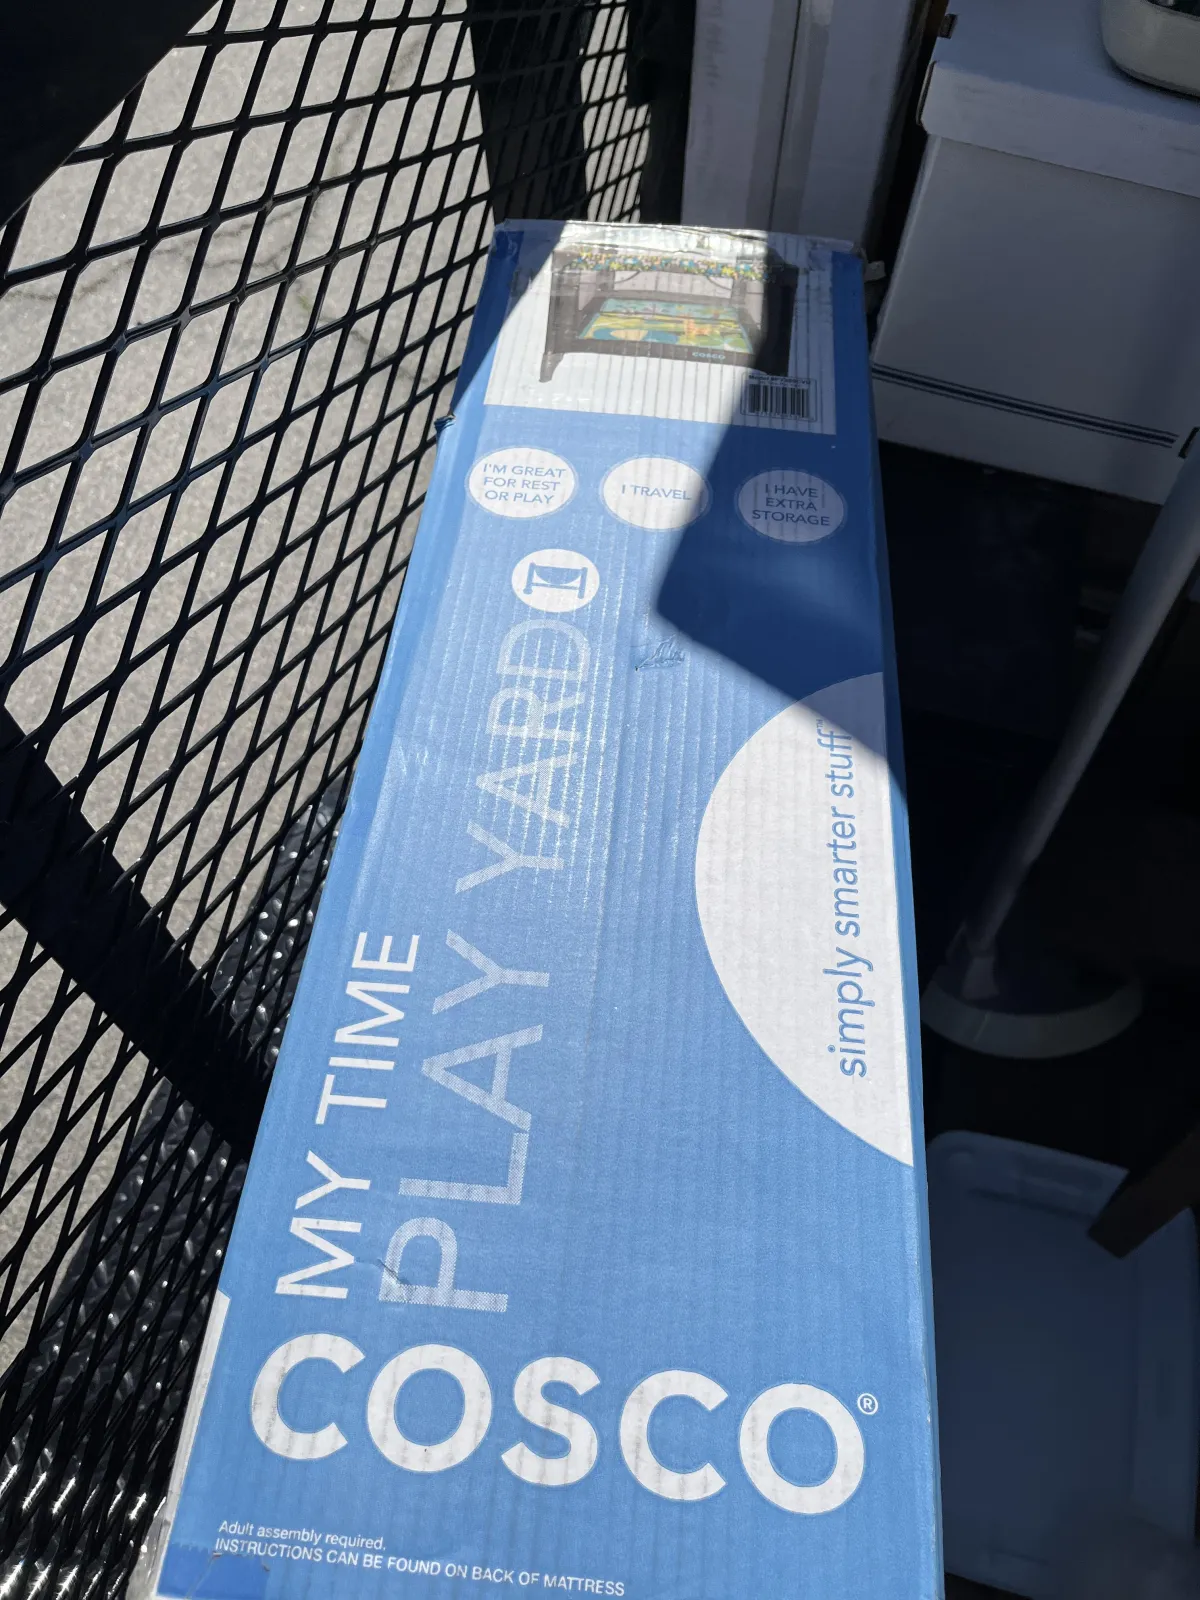 COSCO
I'M GREAT
FOR REST
OR PLAY
I TRAVEL
I HAVE
EXTRA
STORAGE
MY TIME
PLAY YARD
simply smarter stuff™
COSCO®
Adult assembly required.
INSTRUCTIONS CAN BE FOUND ON BACK OF MATTRESS